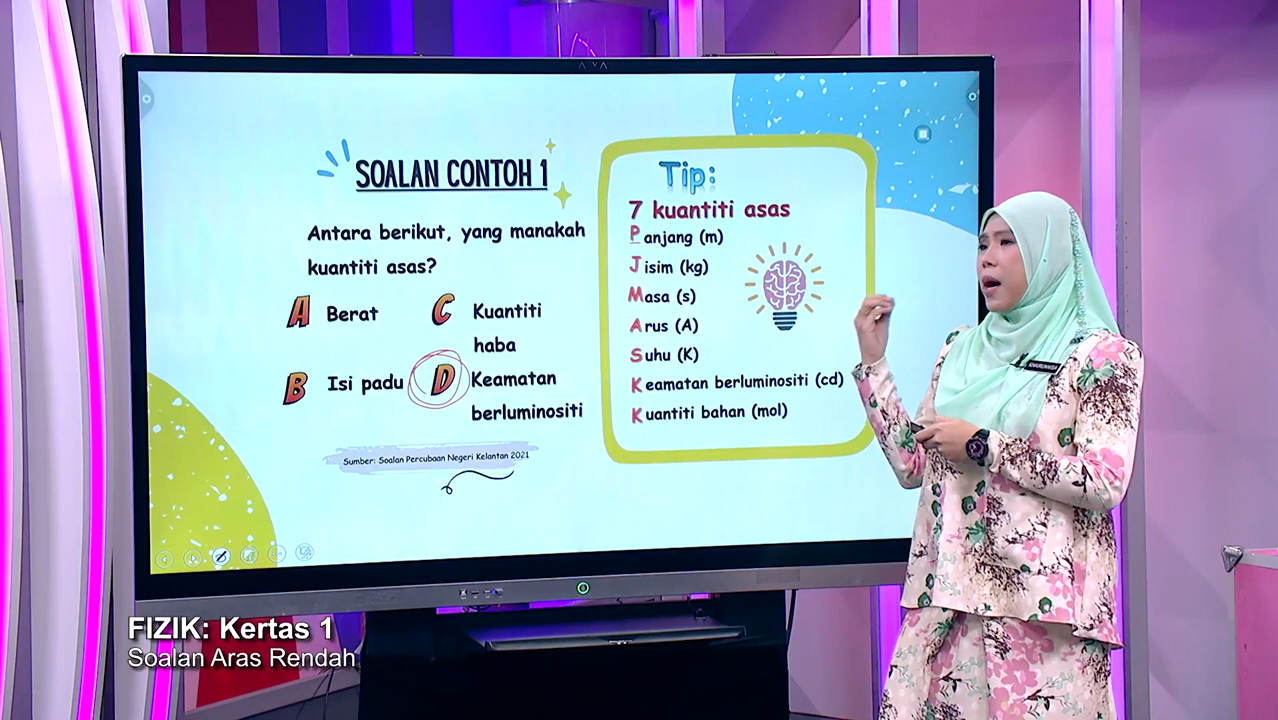 SOALAN CONTOH 1
Antara berikut, yang manakah
kuantiti asas?
A Berat
B Isi padu
C Kuantiti
haba
D Keamatan
berluminositi
Sumber: Soalan Percubaan Negeri Kelantan 2021
Tip:
7 kuantiti asas
Panjang (m)
Jisim (kg)
Masa (s)
Arus (A)
Suhu (K)
Keamatan berluminositi (cd)
Kuantiti bahan (mol)
FIZIK: Kertas 1
Soalan Aras Rendah